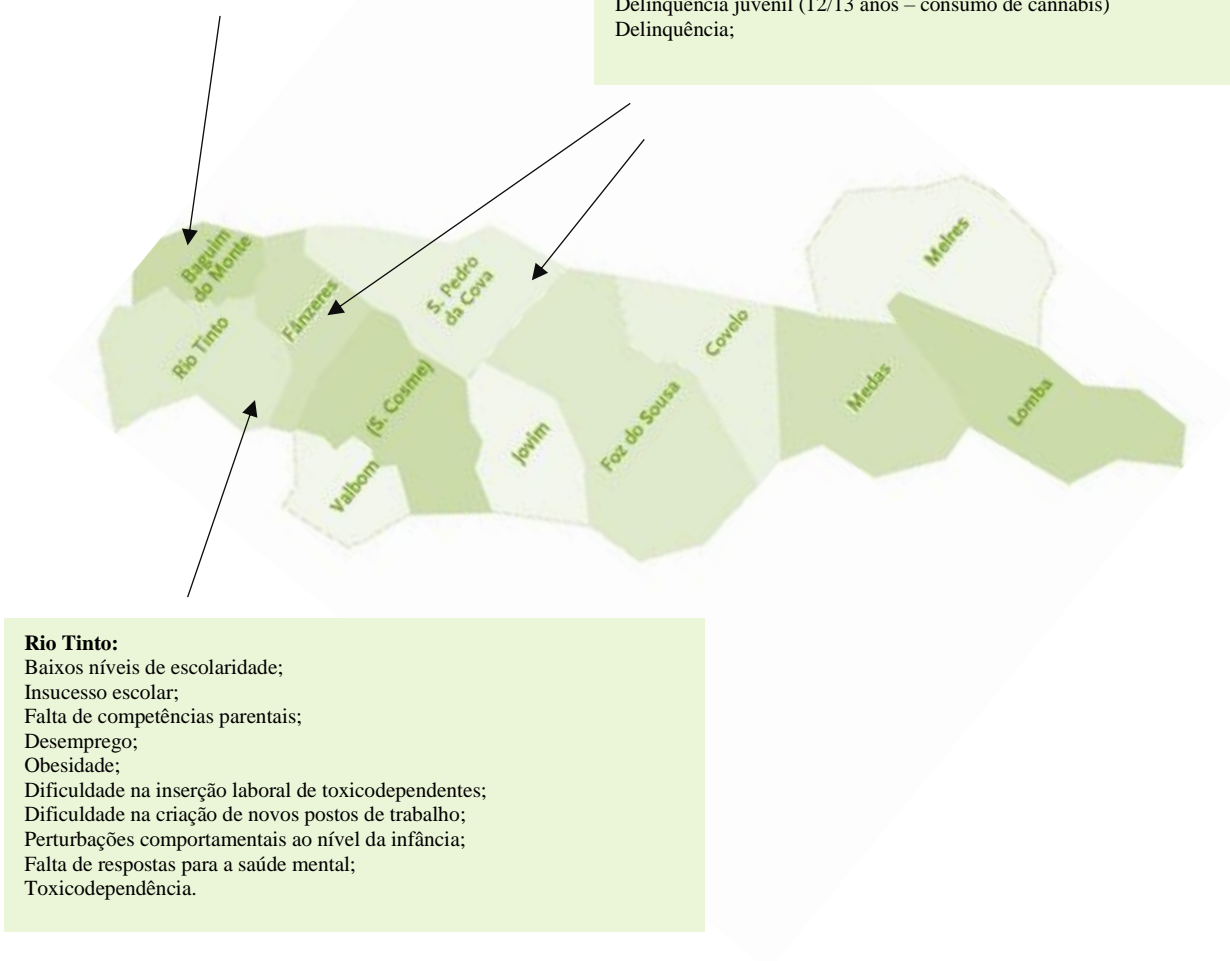 Delinquência juvenil (12/13 anos – consumo de cannabis)
Delinquência;
Baguim
do Monte
Rio Tinto
Fânzeres
S. Pedro
da Cova
(S. Cosme)
Valbom
Jovim
Foz do Sousa
Covelo
Medas
Melres
Lomba
Rio Tinto:
Baixos níveis de escolaridade;
Insucesso escolar;
Falta de competências parentais;
Desemprego;
Obesidade;
Dificuldade na inserção laboral de toxicodependentes;
Dificuldade na criação de novos postos de trabalho;
Perturbações comportamentais ao nível da infância;
Falta de respostas para a saúde mental;
Toxicodependência.